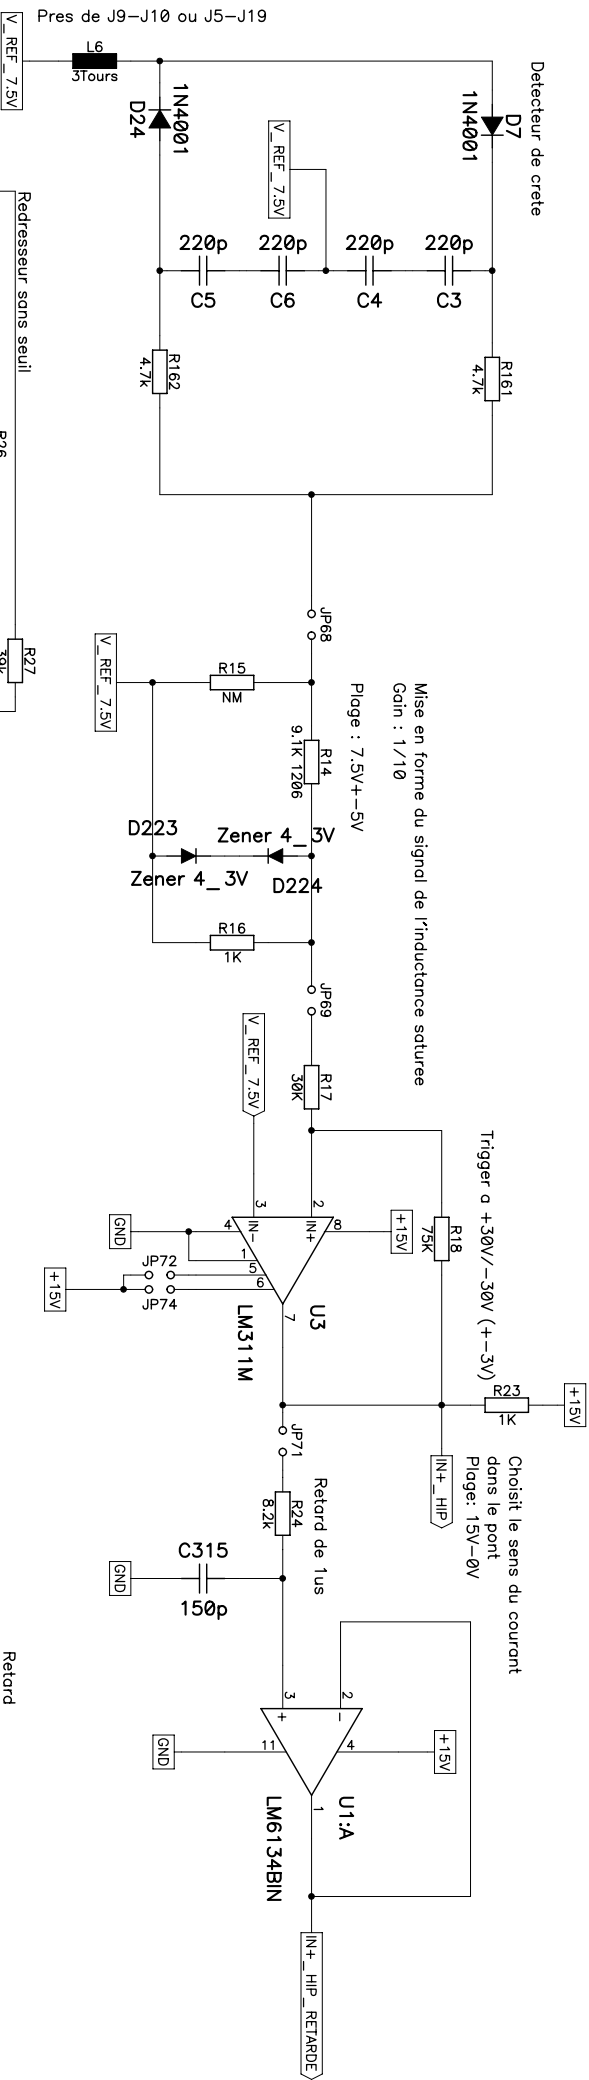 Pres de J9-J10 ou J5-J19
V_REF_7.5V
L6
3Tours
1N4001
D24
D7
1N4001
Detecteur de crete
V_REF_7.5V
220p
C5
220p
C6
220p
C4
220p
C3
R162
4.7k
R161
4.7k
Redresseur sans seuil
R26
R27
39k
JP68
V_REF_7.5V
R15
NM
R14
9.1K 1206
Mise en forme du signal de l'inductance saturee
Gain : 1/10
Plage : 7.5V+-5V
D223
Zener 4_3V
Zener 4_3V
D224
R16
1K
JP69
R17
30K
V_REF_7.5V
Trigger a +30V/-30V (+-3V)
R18
75K
+15V
GND
IN-
IN+
2
3
4
8
1
5
6
7
U3
LM311M
JP72
JP74
+15V
R23
1K
+15V
IN+_HIP
Choisit le sens du courant
dans le pont
Plage: 15V-0V
JP71
R24
8.2k
Retard de 1us
C315
150p
GND
Retard
2
3
-
+
4
11
1
+15V
GND
U1:A
LM6134BIN
IN+_HIP_RETARDE